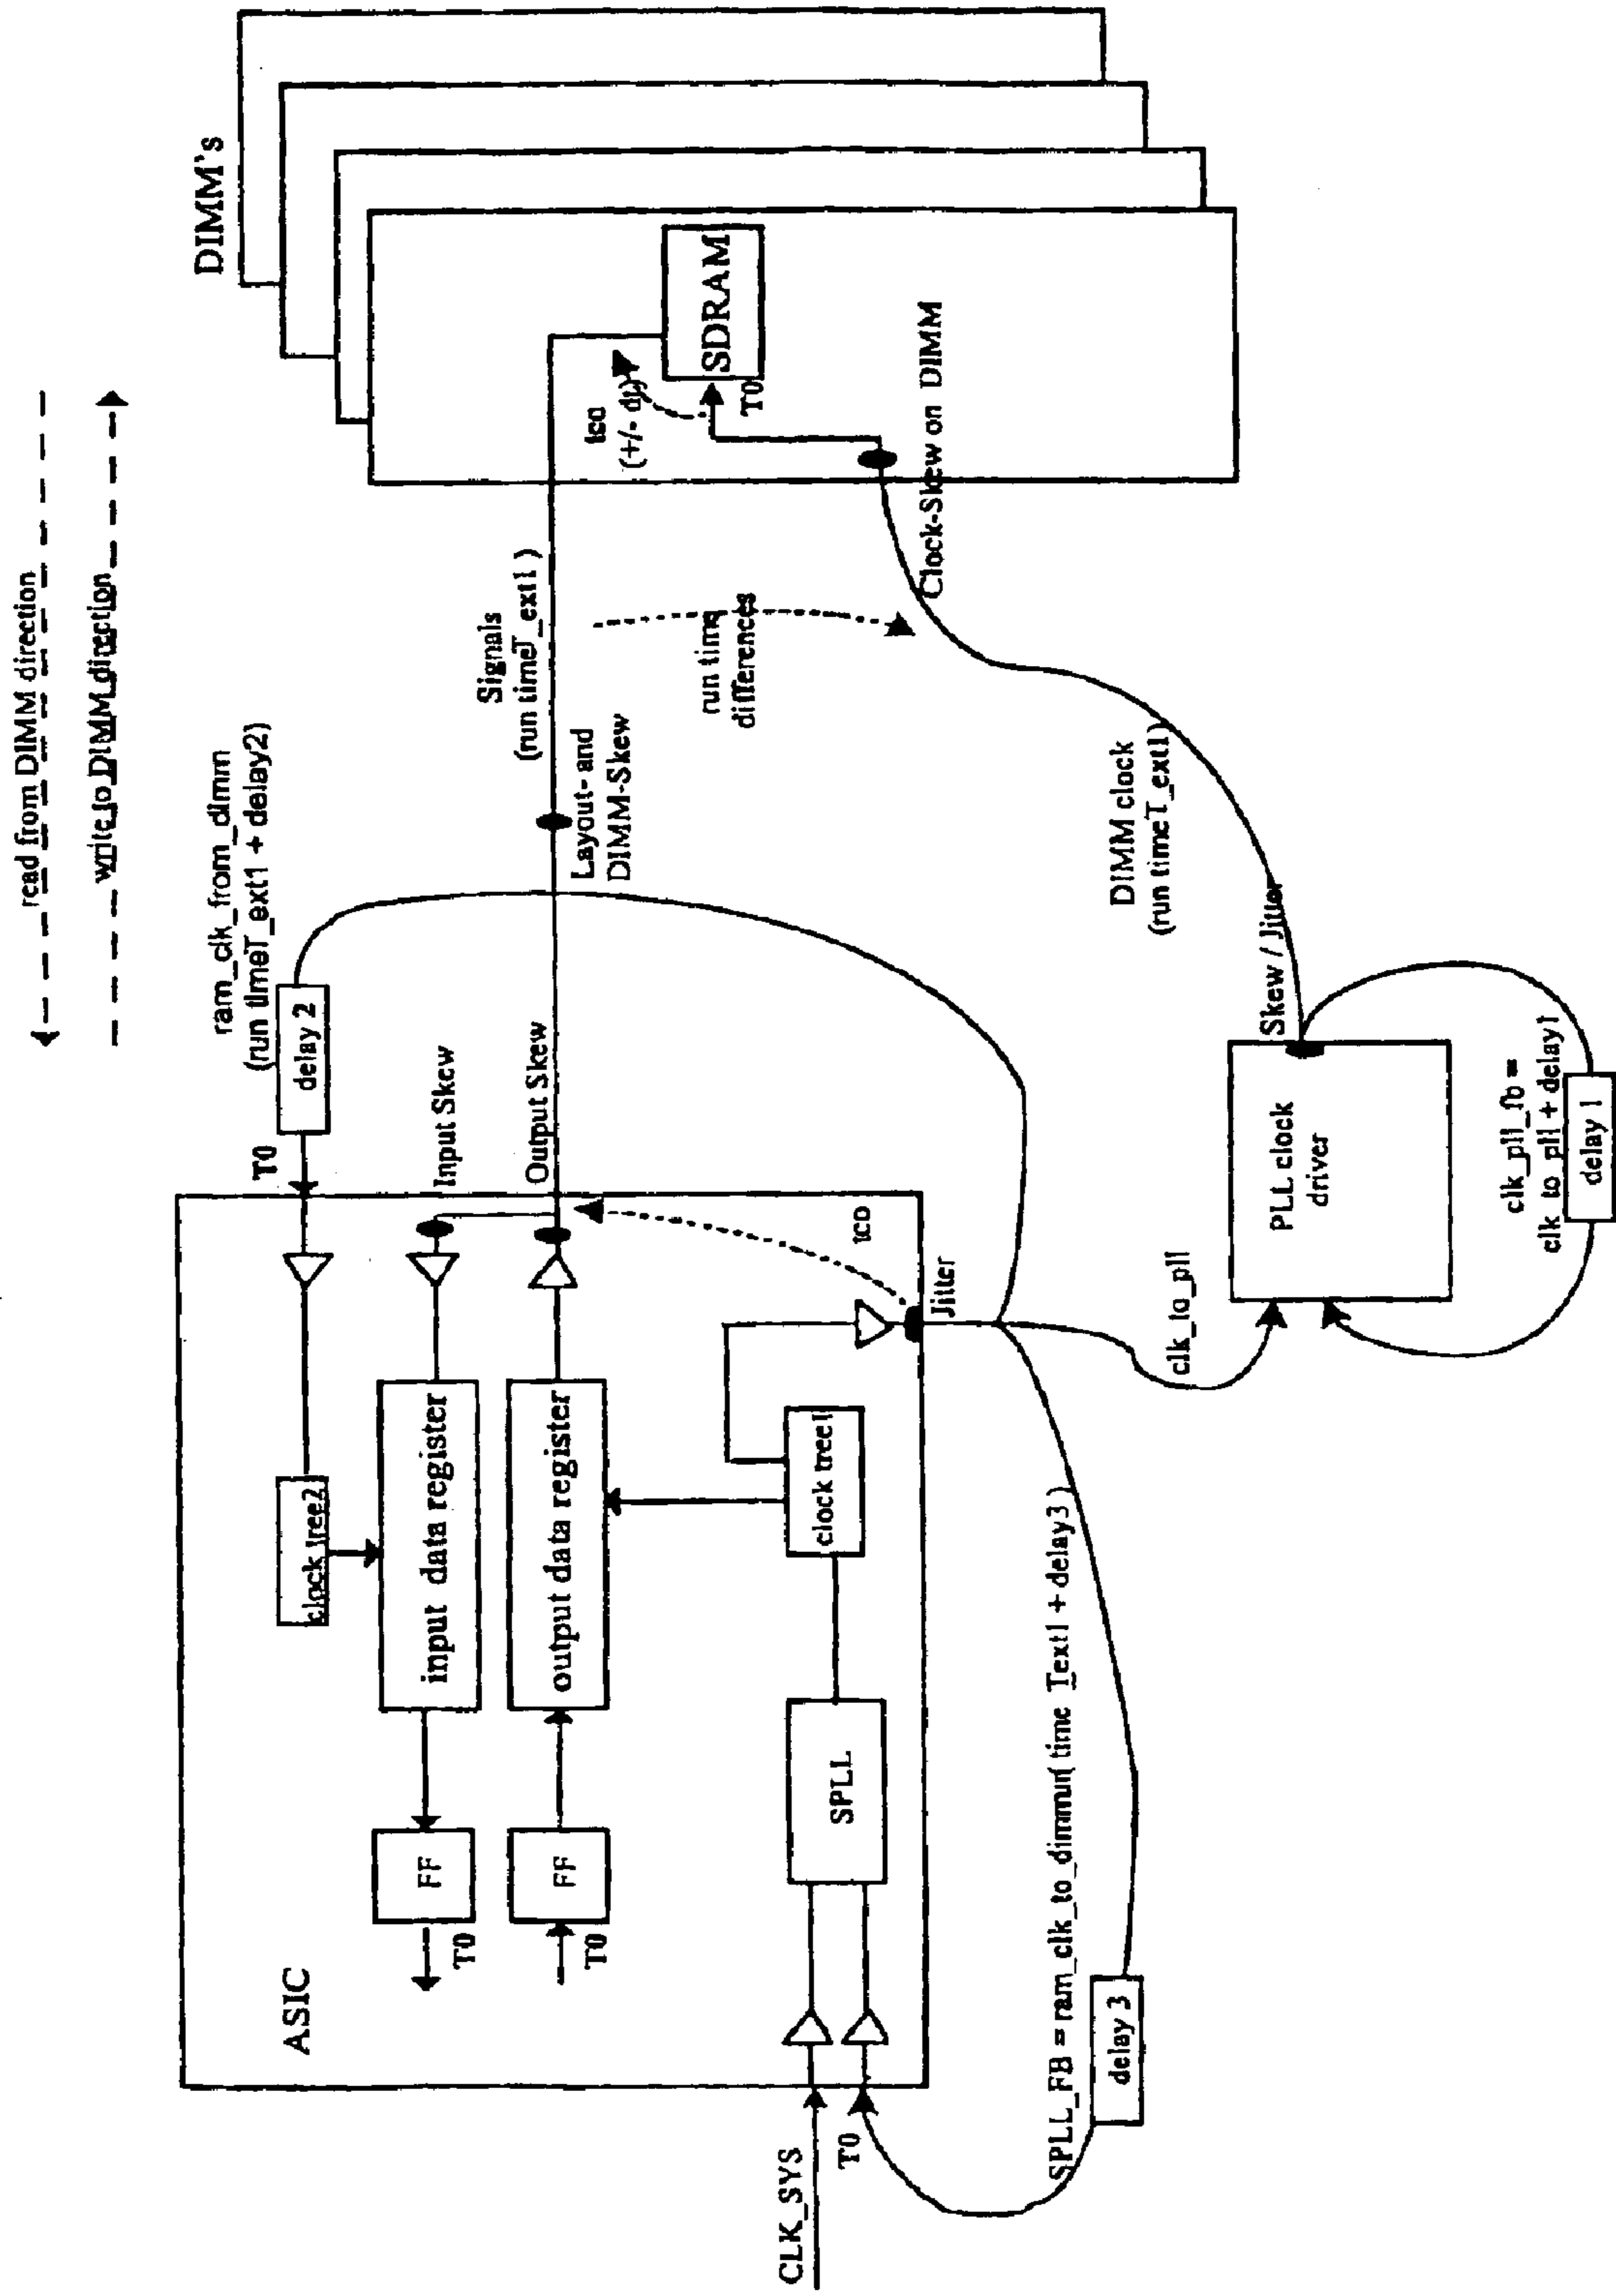 read from DIMM direction
write to DIMM direction
DIMM's
ram_clk_from_dimm
(run timeT_ext1 + delay2)
delay 2
T0
Signals
(run timeT_ext1 )
Layout- and
DIMM-Skew
run time
differences
tco
(+/- dt)
SDRAM
T0
Clock-Skew on DIMM
DIMM clock
(run timeT_ext1)
Skew / Jitter
PLL clock
driver
clk_pll_fb =
clk_to_pll + delay1
delay 1
clk_to_pll
Input Skew
Output Skew
tco
Jitter
ASIC
clock tree2
input data register
output data register
clock tree1
FF
T0
FF
T0
SPLL
CLK_SYS
T0
SPLL_FB = ram_clk_to_dimmun( time T_ext1 + delay3 )
delay 3